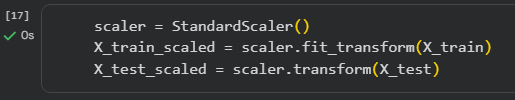 [17]
0s
scaler = StandardScaler()
X_train_scaled = scaler.fit_transform(X_train)
X_test_scaled = scaler.transform(X_test)